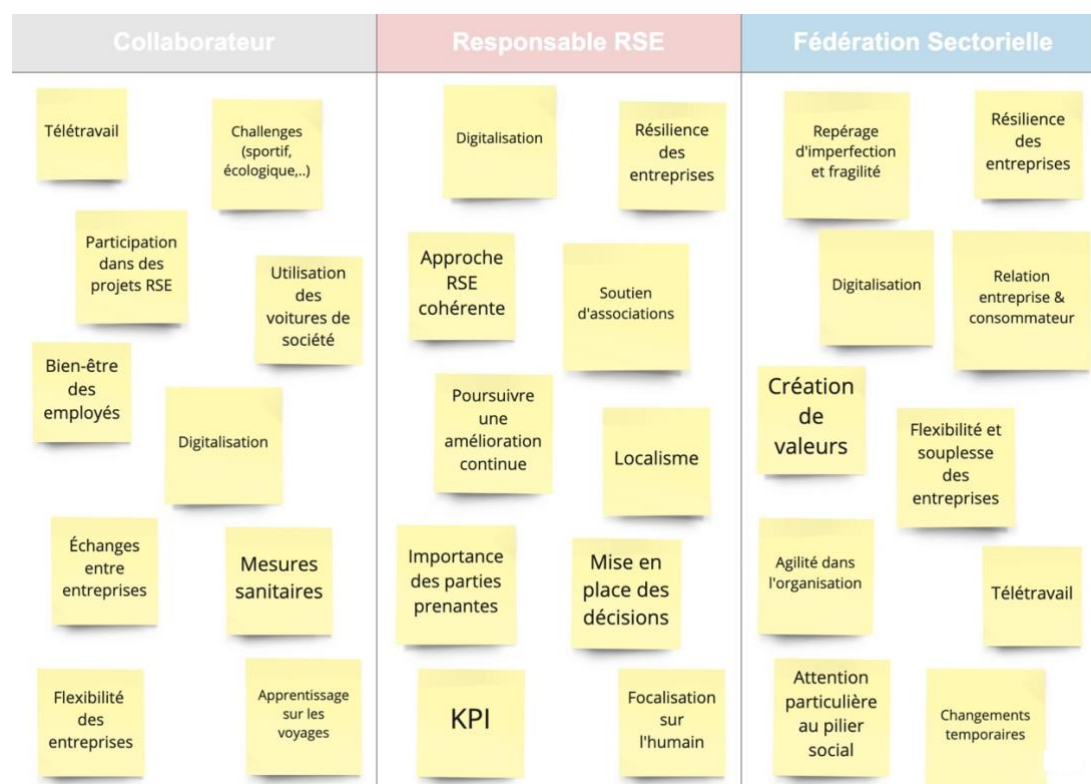 Collaborateur
Responsable RSE
Fédération Sectorielle
Télétravail
Challenges
(sportif,
écologique,..)
Participation
dans des
projets RSE
Utilisation
des
voitures de
société
Bien-être
des
employés
Digitalisation
Échanges
entre
entreprises
Mesures
sanitaires
Flexibilité
des
entreprises
Apprentissage
sur les
voyages
Digitalisation
Résilience
des
entreprises
Approche
RSE
cohérente
Soutien
d'associations
Poursuivre
une
amélioration
continue
Localisme
Importance
des parties
prenantes
Mise en
place des
décisions
KPI
Focalisation
sur
l'humain
Repérage
d'imperfection
et fragilité
Résilience
des
entreprises
Digitalisation
Relation
entreprise &
consommateur
Création
de
valeurs
Flexibilité et
souplesse
des
entreprises
Agilité dans
l'organisation
Télétravail
Attention
particulière
au pilier
social
Changements
temporaires